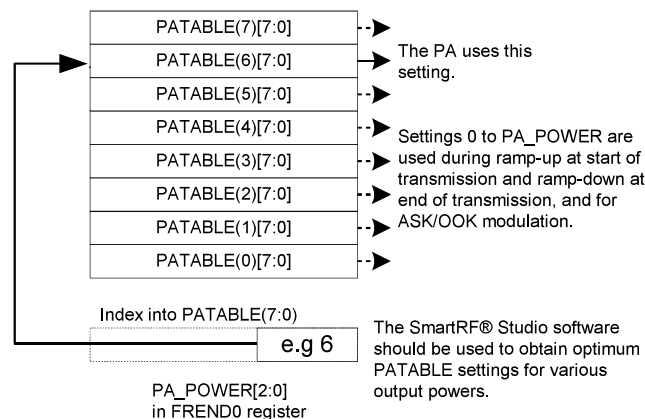 PATABLE(7)[7:0]
PATABLE(6)[7:0]
PATABLE(5)[7:0]
PATABLE(4)[7:0]
PATABLE(3)[7:0]
PATABLE(2)[7:0]
PATABLE(1)[7:0]
PATABLE(0)[7:0]
The PA uses this
setting.
Settings 0 to PA_POWER are
used during ramp-up at start of
transmission and ramp-down at
end of transmission, and for
ASK/OOK modulation.
Index into PATABLE(7:0)
e.g 6
PA_POWER[2:0]
in FREND0 register
The SmartRF® Studio software
should be used to obtain optimum
PATABLE settings for various
output powers.